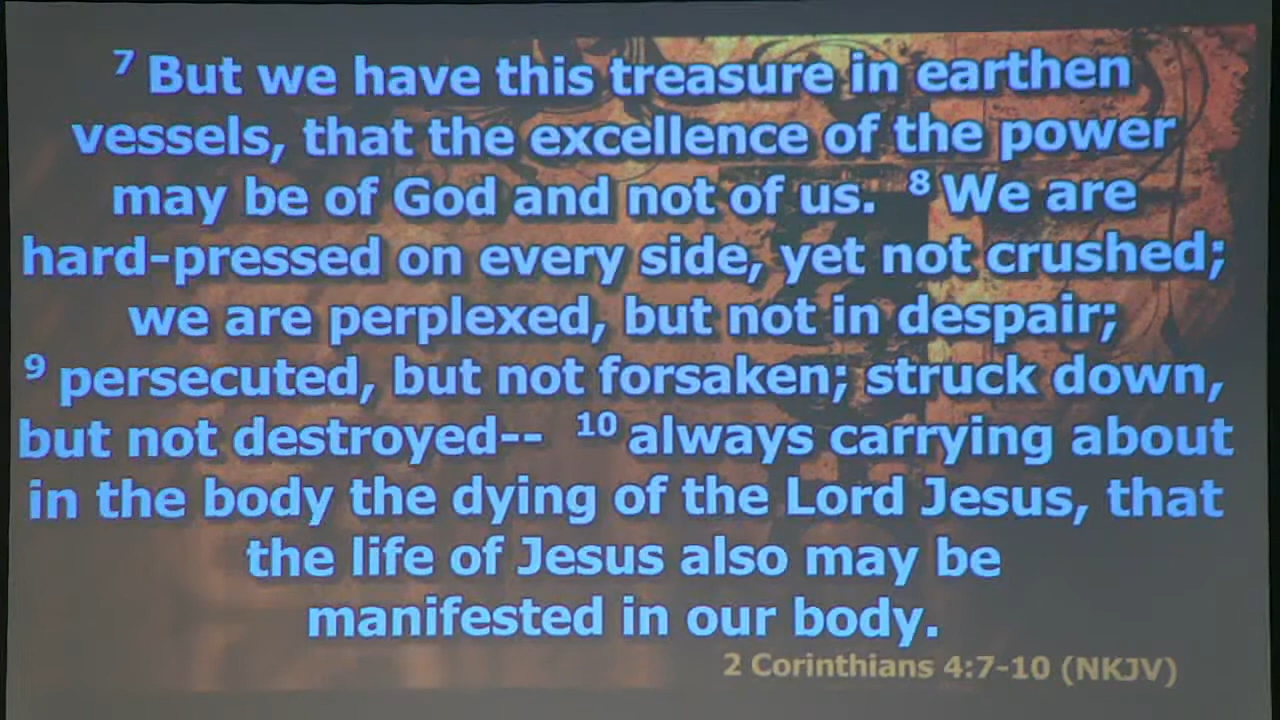 7 But we have this treasure in earthen
vessels, that the excellence of the power
may be of God and not of us. 8 We are
hard-pressed on every side, yet not crushed;
we are perplexed, but not in despair;
9 persecuted, but not forsaken; struck down,
but not destroyed-- 10 always carrying about
in the body the dying of the Lord Jesus, that
the life of Jesus also may be
manifested in our body.
2 Corinthians 4:7-10 (NKJV)